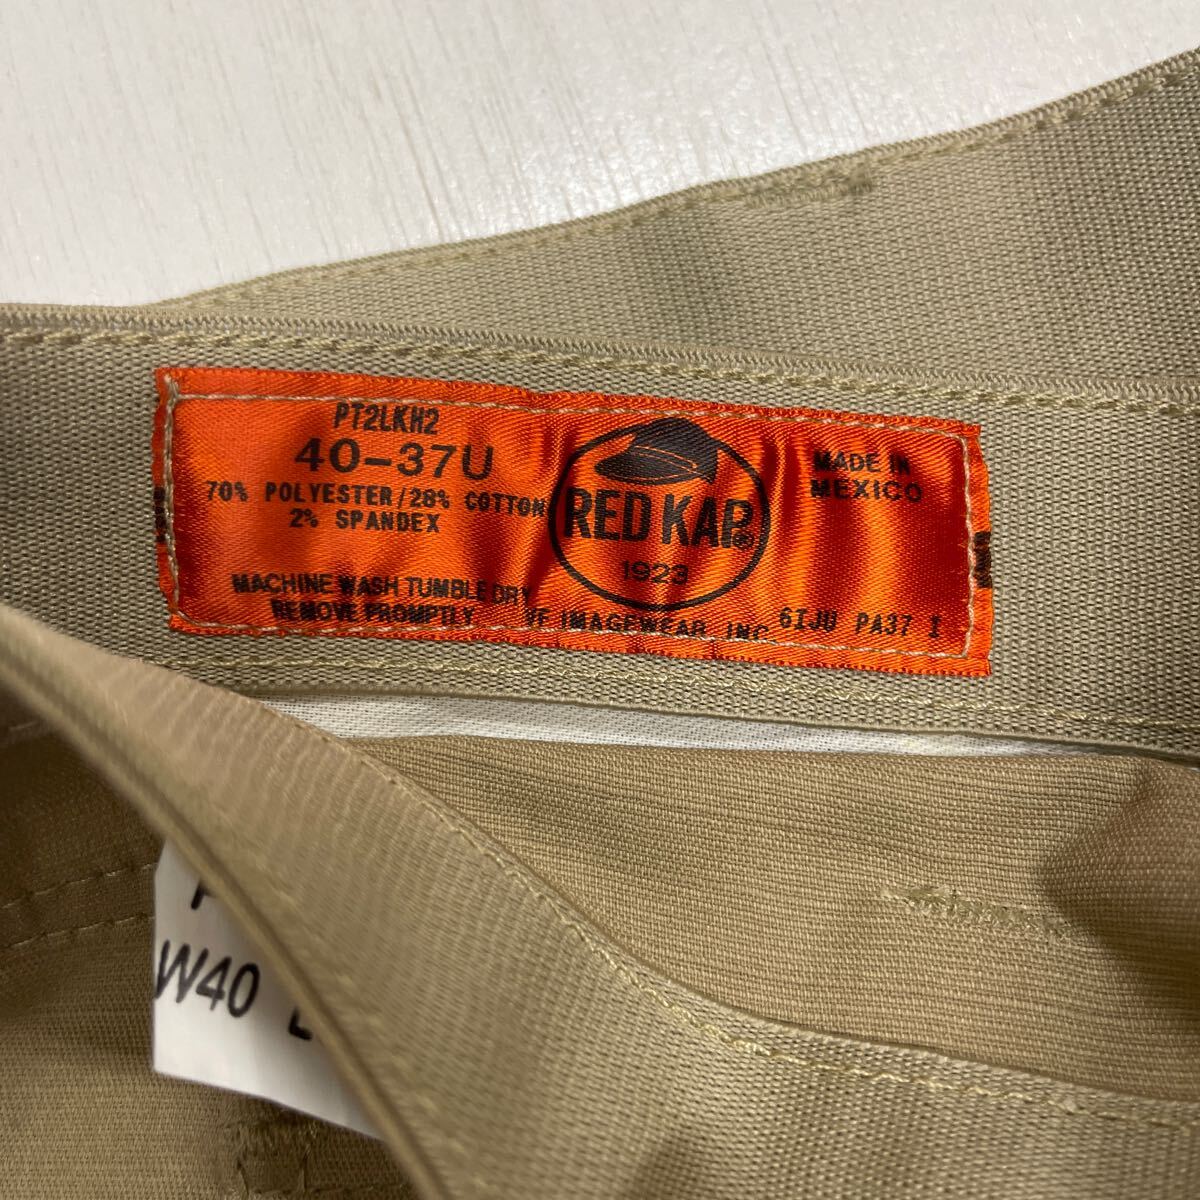 PT2LKH2
40-37U
70% POLYESTER/28% COTTON
2% SPANDEX
MACHINE WASH TUMBLE DRY
REMOVE PROMPTLY
RED KAP®
1923
VF IMAGEWEAR, INC.
MADE IN
MEXICO
6IJU PA37 1
W40